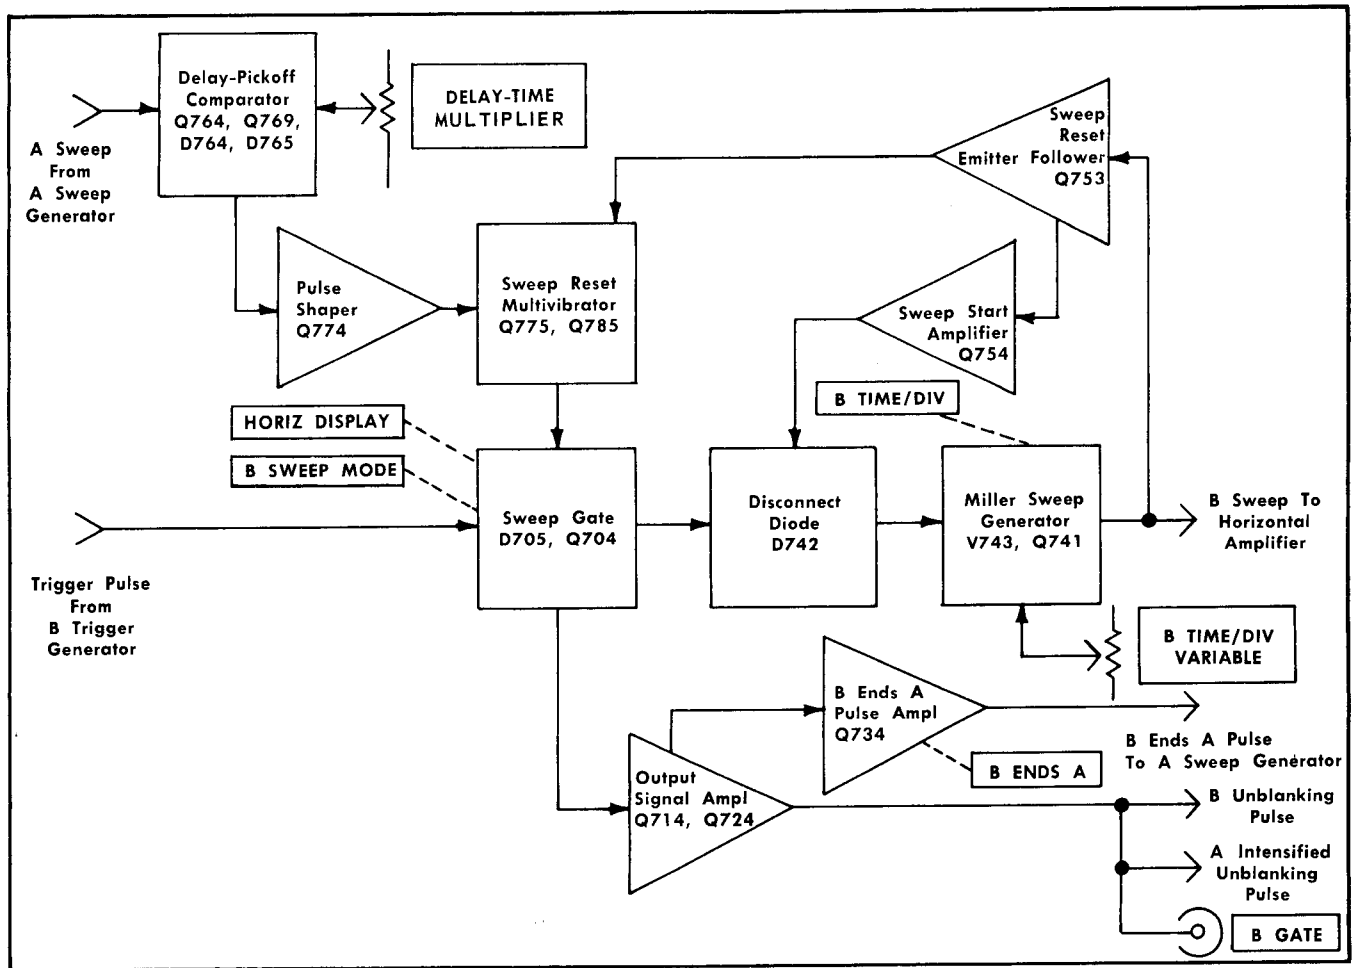 Delay-Pickoff
Comparator
Q764, Q769,
D764, D765
DELAY-TIME
MULTIPLIER
A Sweep
From
A Sweep
Generator
Sweep
Reset
Emitter Follower
Q753
Pulse
Shaper
Q774
Sweep Reset
Multivibrator
Q775, Q785
Sweep Start
Amplifier
Q754
HORIZ DISPLAY
B SWEEP MODE
B TIME/DIV
Sweep Gate
D705, Q704
Disconnect
Diode
D742
Miller Sweep
Generator
V743, Q741
B Sweep To
Horizontal
Amplifier
Trigger Pulse
From
B Trigger
Generator
B TIME/DIV
VARIABLE
B Ends A
Pulse Ampl
Q734
B ENDS A
B Ends A Pulse
To A Sweep Generator
Output
Signal Ampl
Q714, Q724
B Unblanking
Pulse
A Intensified
Unblanking
Pulse
B GATE